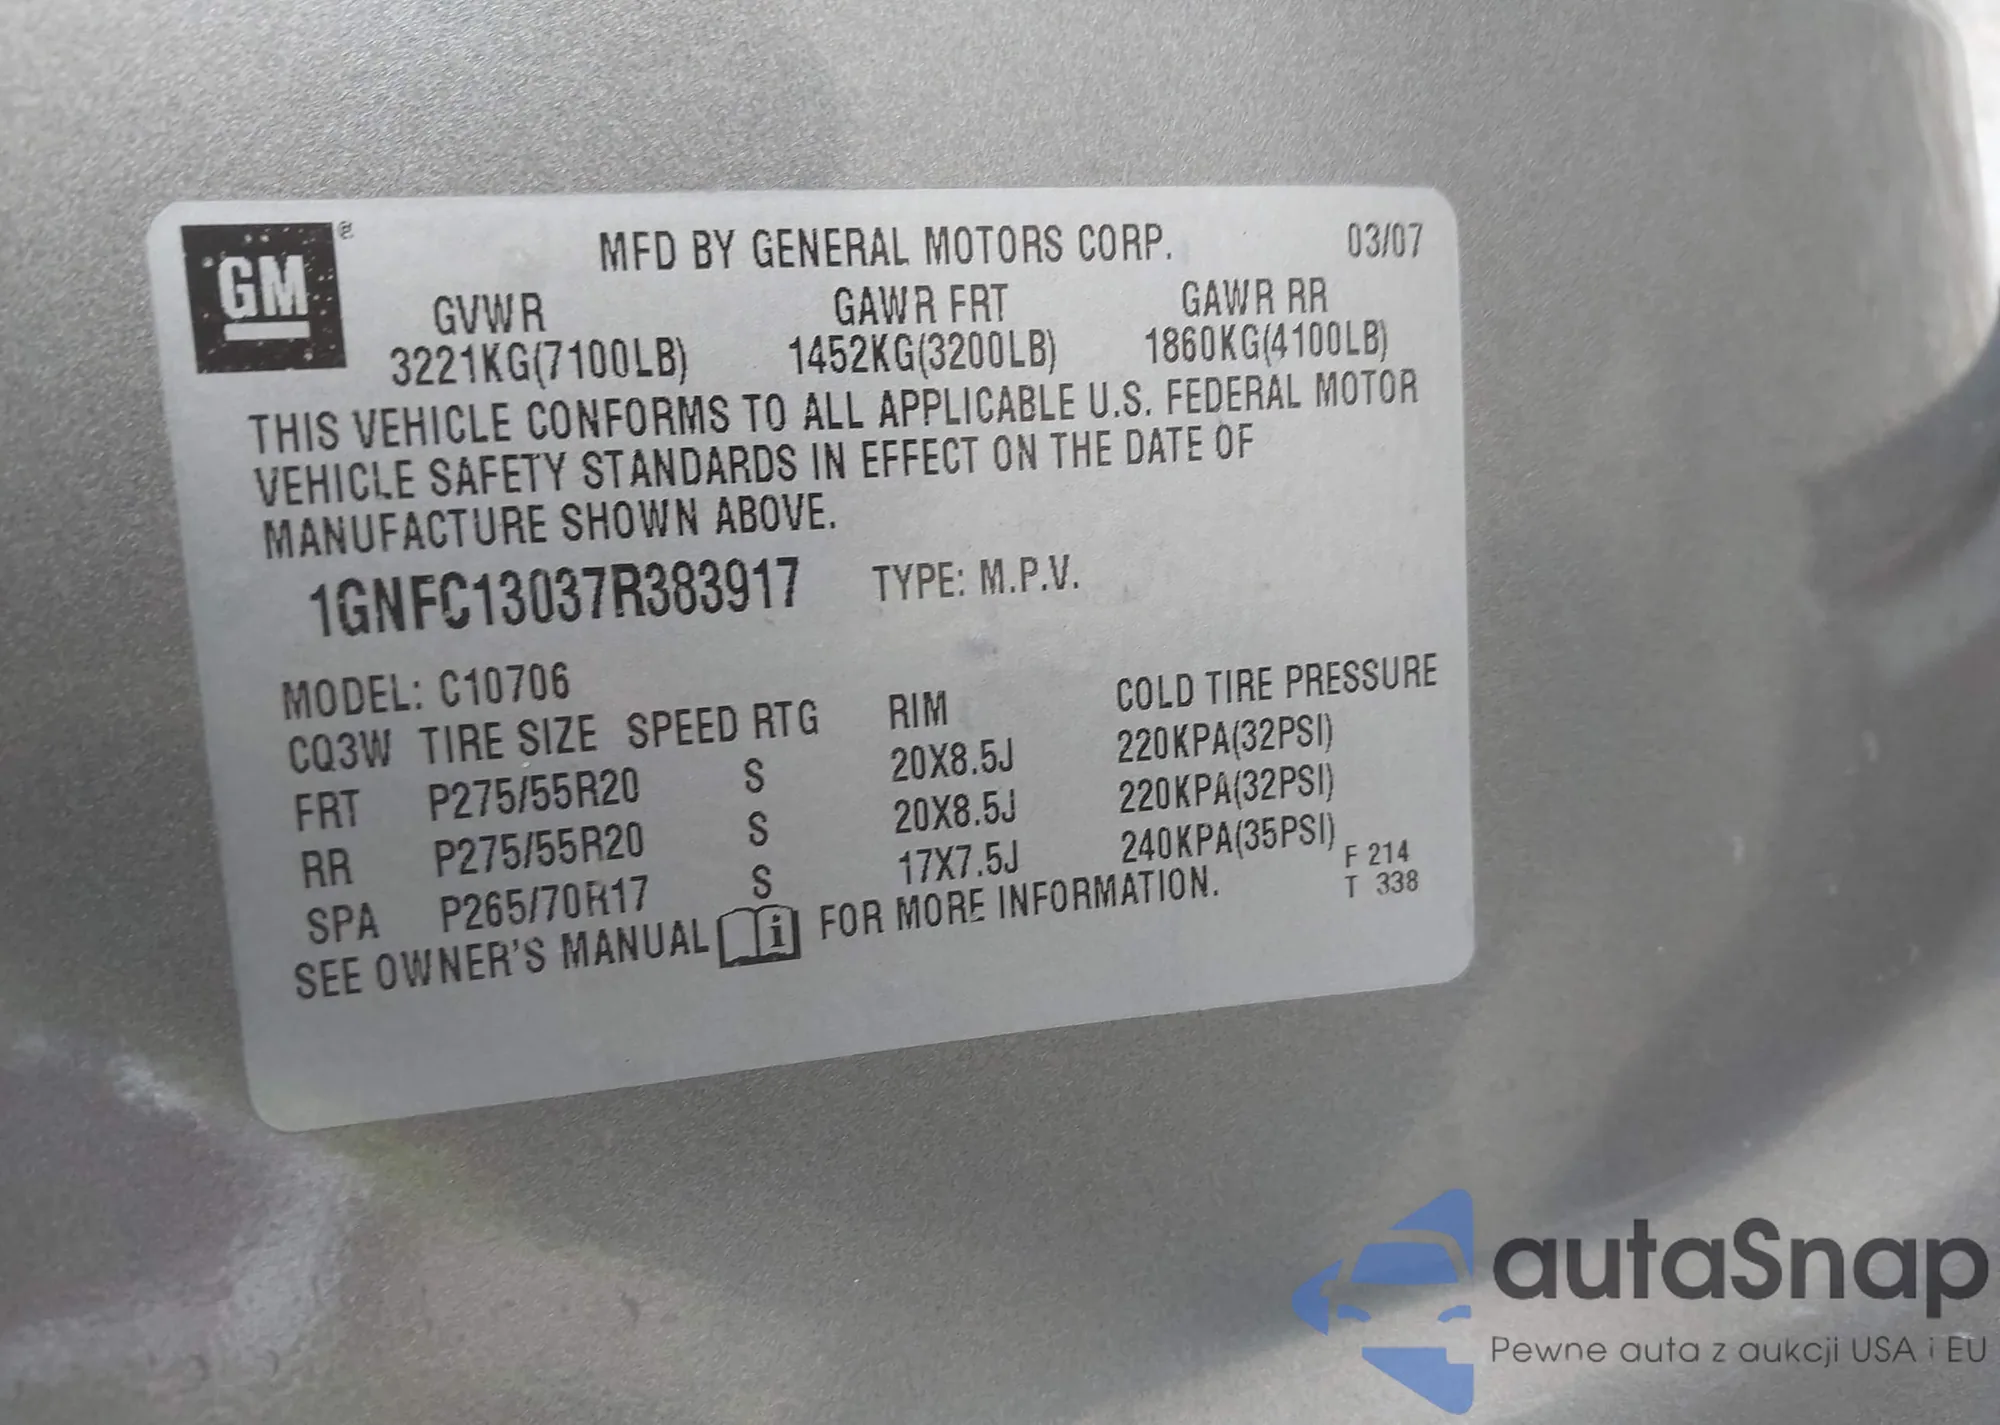 GM
®
MFD BY GENERAL MOTORS CORP. 03/07
GVWR GAWR FRT GAWR RR
3221KG(7100LB) 1452KG(3200LB) 1860KG(4100LB)
THIS VEHICLE CONFORMS TO ALL APPLICABLE U.S. FEDERAL MOTOR
VEHICLE SAFETY STANDARDS IN EFFECT ON THE DATE OF
MANUFACTURE SHOWN ABOVE.
1GNFC13037R383917 TYPE: M.P.V.
MODEL: C10706
CQ3W TIRE SIZE SPEED RTG RIM COLD TIRE PRESSURE
FRT P275/55R20 S 20X8.5J 220KPA(32PSI)
RR P275/55R20 S 20X8.5J 220KPA(32PSI)
SPA P265/70R17 S 17X7.5J 240KPA(35PSI)
SEE OWNER'S MANUAL i FOR MORE INFORMATION.
F 214
T 338
autaSnap
Pewne auta z aukcji USA i EU